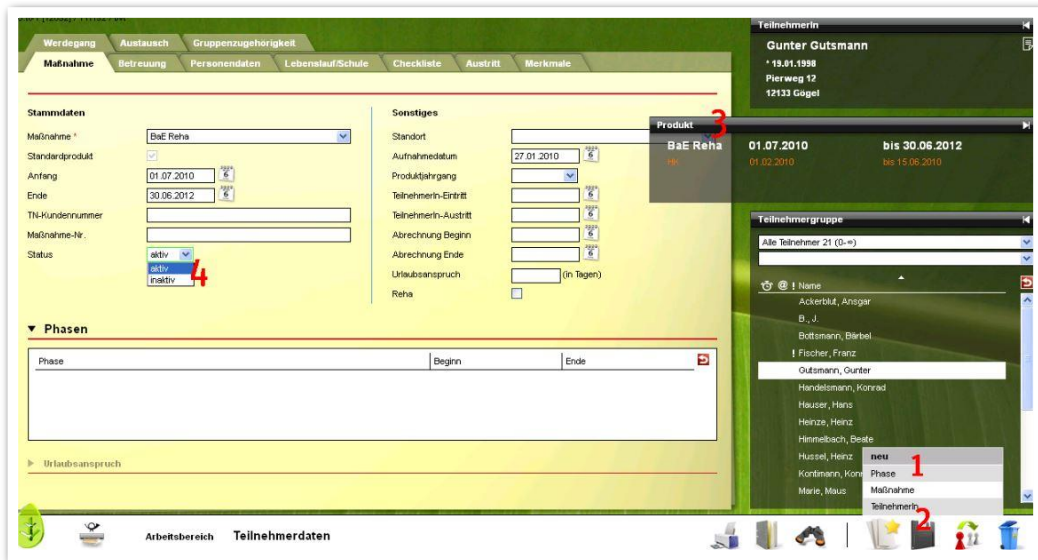 Werdegang Austausch Gruppenzugehörigkeit
Maßnahme Betreuung Personendaten Lebenslauf/Schule Checkliste Austritt Merkmale
Stammdaten
Maßnahme * BaE Reha
Standardprodukt
Anfang 01.07.2010
Ende 30.06.2012
TN-Kundennummer
Maßnahme-Nr.
Status aktiv
aktiv
inaktiv
4
Sonstiges
Standort
Aufnahmedatum 27.01.2010
Produktjahrgang
TeilnehmerIn-Eintritt
TeilnehmerIn-Austritt
Abrechnung Beginn
Abrechnung Ende
Urlaubsanspruch (in Tagen)
Reha
Phasen
Phase Beginn Ende
Urlaubsanspruch
TeilnehmerIn
Gunter Gutsmann
* 19.01.1998
Pierweg 12
12133 Gögel
Produkt 3
BaE Reha 01.07.2010 bis 30.06.2012
HK 01.02.2010 bis 15.06.2010
Teilnehmergruppe
Alle Teilnehmer 21 (0-∞)
@ ! Name
Ackerblut, Ansgar
B., J.
Bottsmann, Bärbel
! Fischer, Franz
Gutsmann, Gunter
Handelsmann, Konrad
Hauser, Hans
Heinze, Heinz
Himmelbach, Beate
Hussel, Heinz
Kontimann, Konr
Marie, Maus
neu
Phase 1
Maßnahme
TeilnehmerIn
2
Arbeitsbereich Teilnehmerdaten